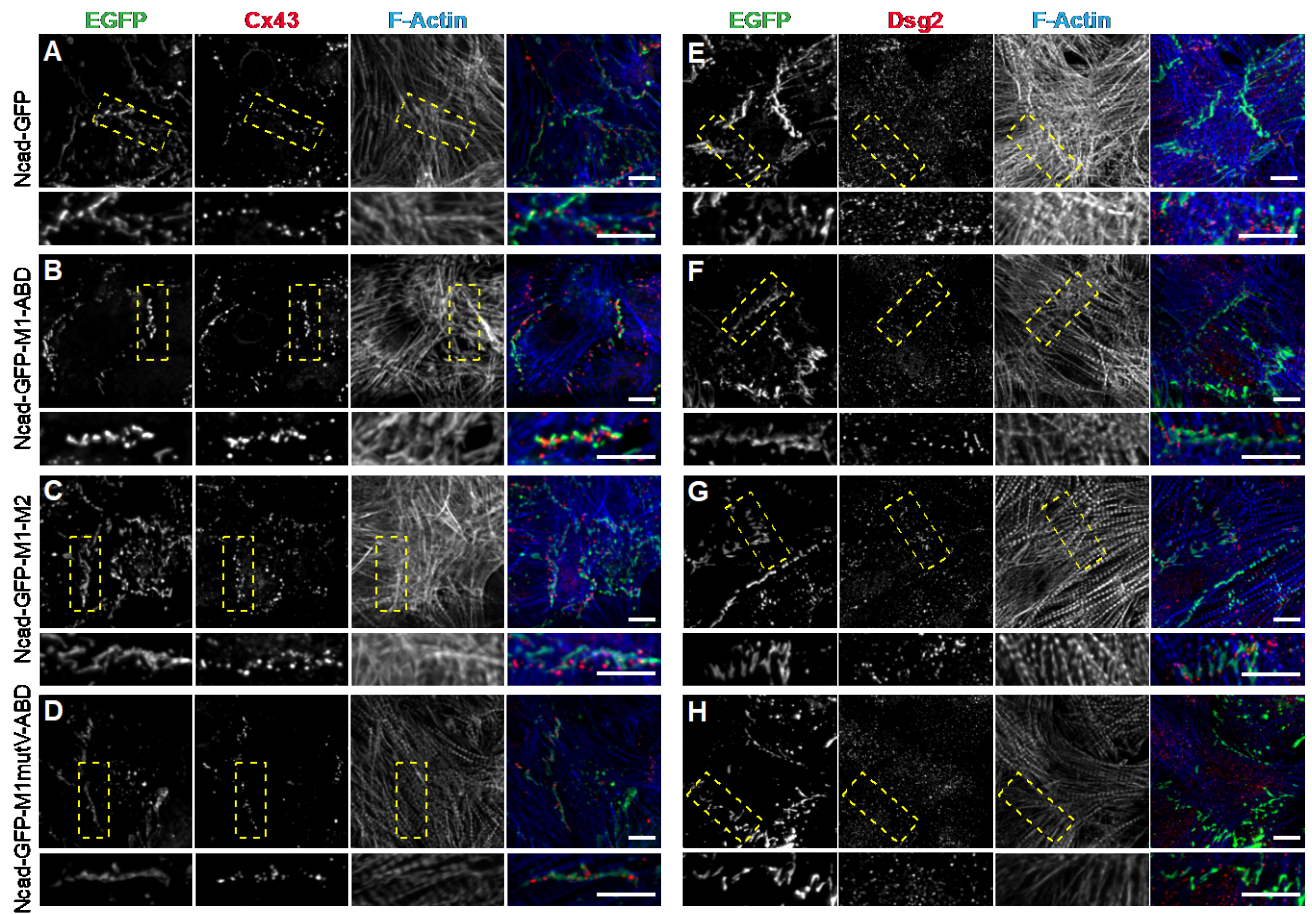 EGFP Cx43 F-Actin EGFP Dsg2 F-Actin
Ncad-GFP
A
E
Ncad-GFP-M1-ABD
B
F
Ncad-GFP-M1-M2
C
G
Ncad-GFP-M1mutV-ABD
D
H